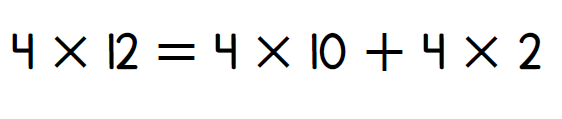 4 × 12 = 4 × 10 + 4 × 2